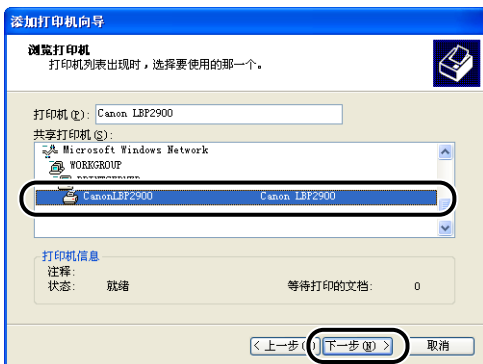 添加打印机向导
浏览打印机
打印机列表出现时，选择要使用的那一个。
打印机(P): Canon LBP2900
共享打印机(S):
Microsoft Windows Network
WORKGROUP
CanonLBP2900 Canon LBP2900
打印机信息
注释:
状态: 就绪 等待打印的文档: 0
< 上一步( 下一步(N) > 取消